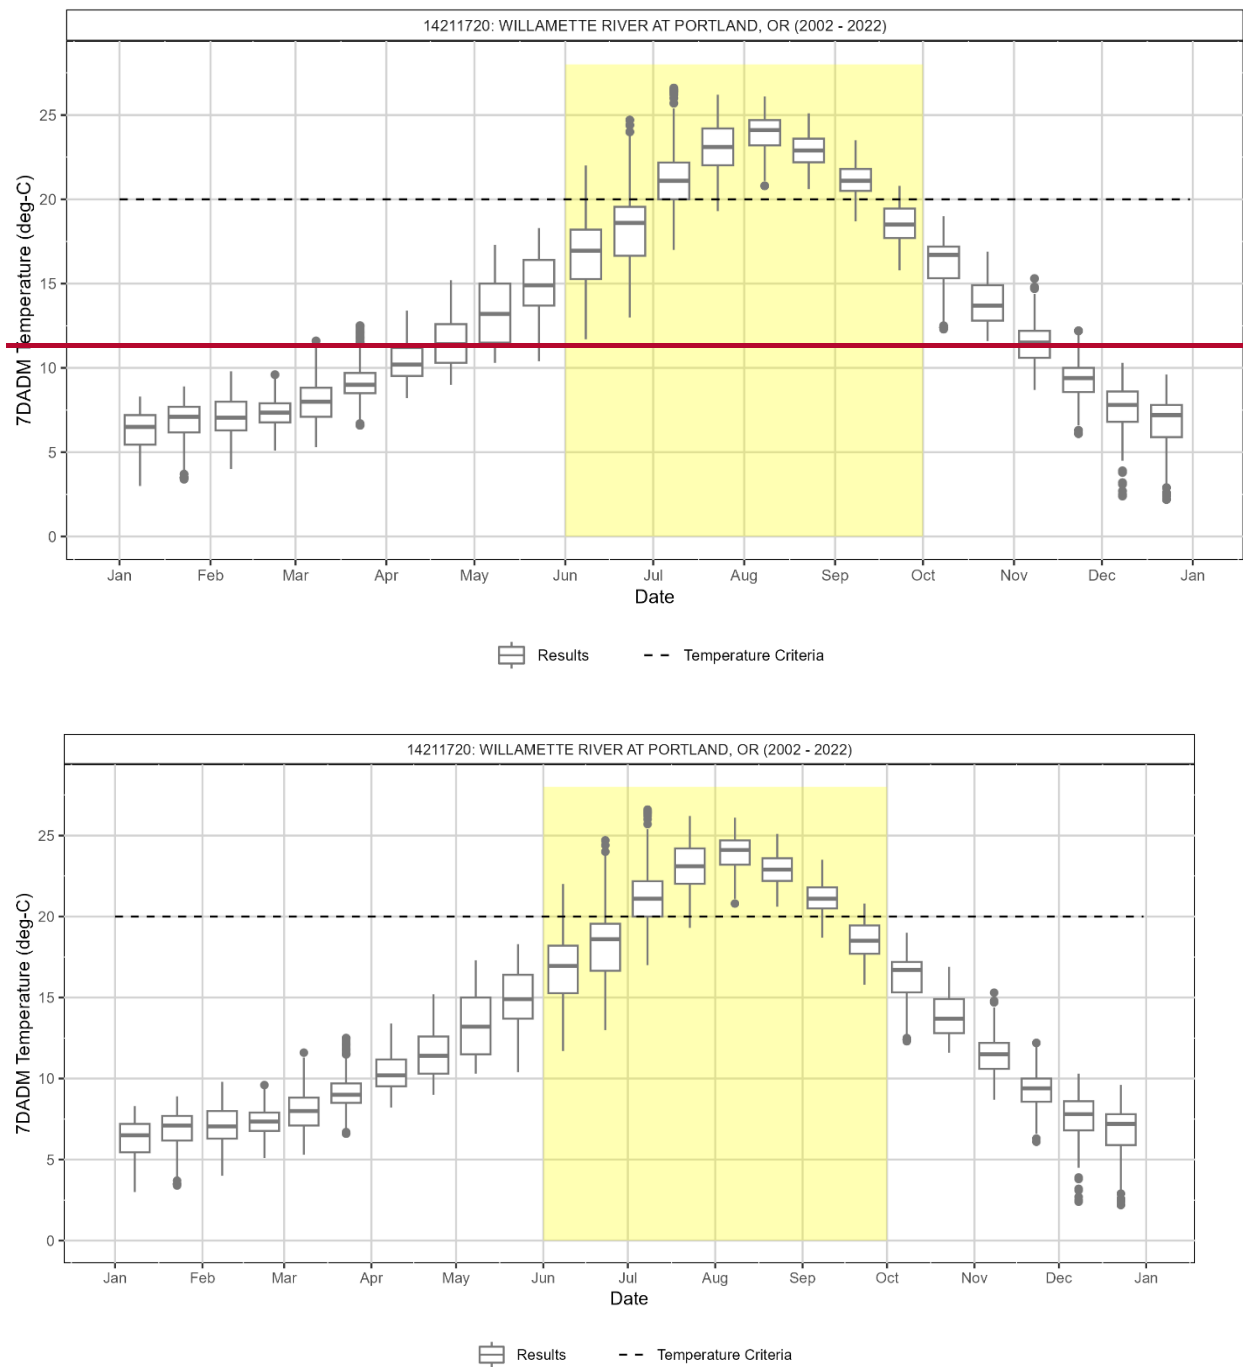 14211720: WILLAMETTE RIVER AT PORTLAND, OR (2002 - 2022)
25
20
15
10
5
0
7DADM Temperature (deg-C)
Jan Feb Mar Apr May Jun Jul Aug Sep Oct Nov Dec Jan
Date
Results Temperature Criteria
14211720: WILLAMETTE RIVER AT PORTLAND, OR (2002 - 2022)
25
20
15
10
5
0
7DADM Temperature (deg-C)
Jan Feb Mar Apr May Jun Jul Aug Sep Oct Nov Dec Jan
Date
Results Temperature Criteria